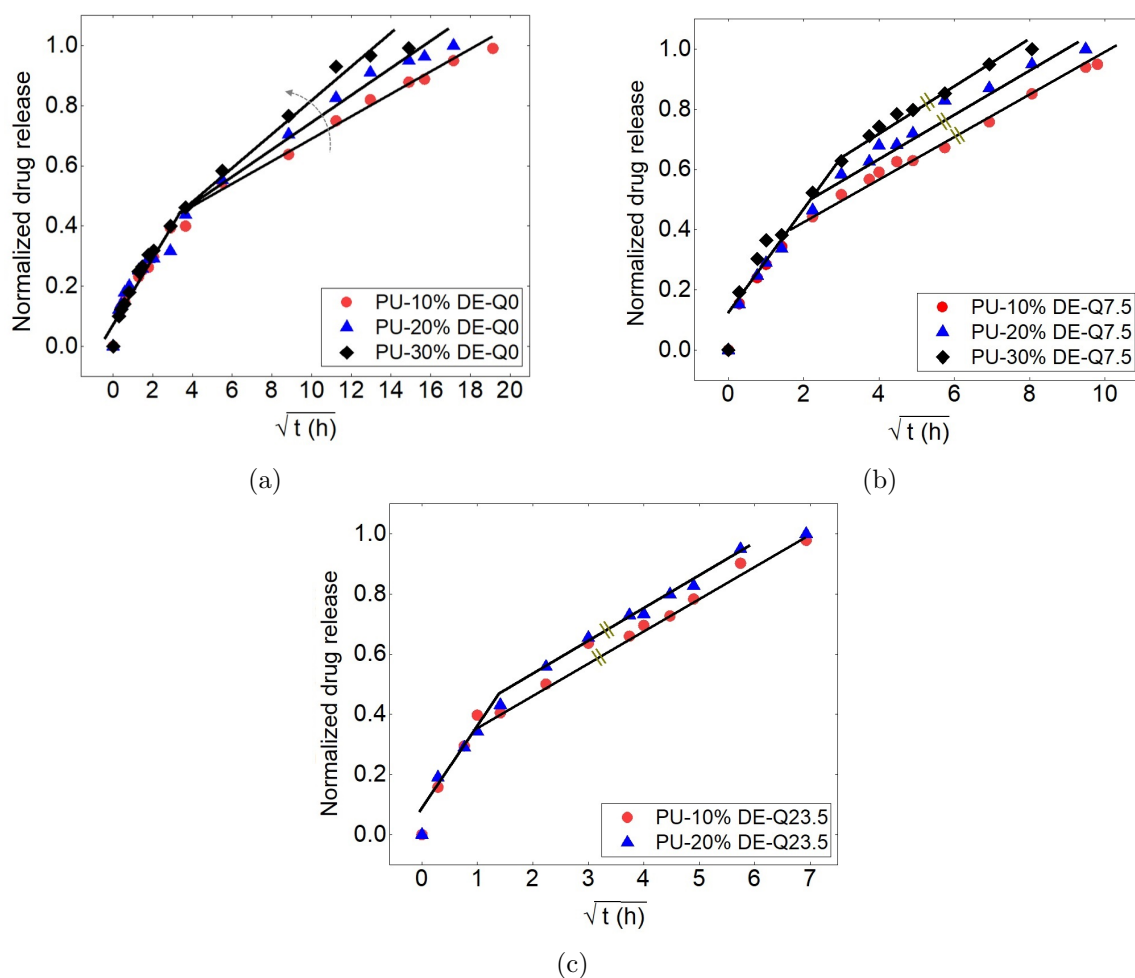 Normalized drug release
1.0
0.8
0.6
0.4
0.2
0.0
PU-10% DE-Q0
PU-20% DE-Q0
PU-30% DE-Q0
0 2 4 6 8 10 12 14 16 18 20
√t (h)
(a)
Normalized drug release
1.0
0.8
0.6
0.4
0.2
0.0
PU-10% DE-Q7.5
PU-20% DE-Q7.5
PU-30% DE-Q7.5
0 2 4 6 8 10
√t (h)
(b)
Normalized drug release
1.0
0.8
0.6
0.4
0.2
0.0
PU-10% DE-Q23.5
PU-20% DE-Q23.5
0 1 2 3 4 5 6 7
√t (h)
(c)